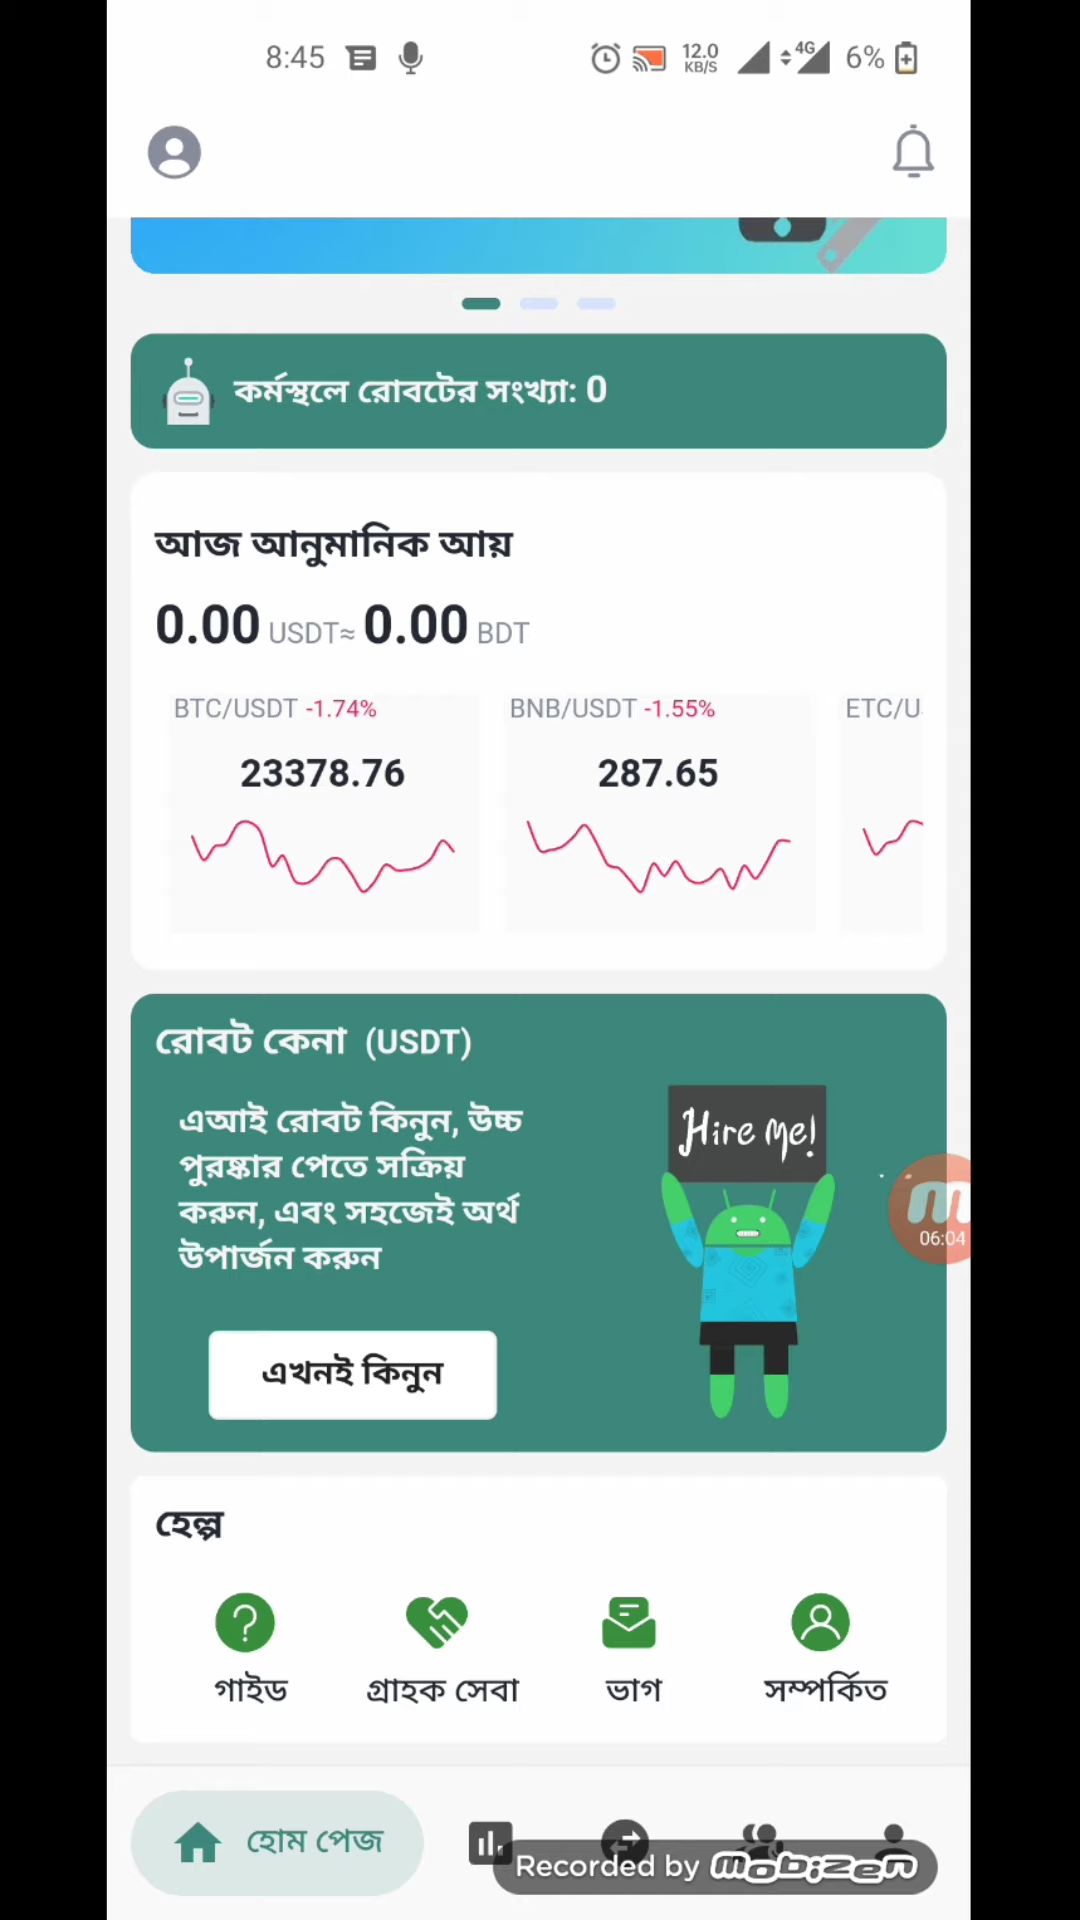 8:45 12.0 KB/S 4G 6%
কর্মস্থলে রোবটের সংখ্যা: 0
আজ আনুমানিক আয়
0.00 USDT≈ 0.00 BDT
BTC/USDT -1.74% BNB/USDT -1.55% ETC/U
23378.76 287.65
রোবট কেনা (USDT)
এআই রোবট কিনুন, উচ্চ
পুরষ্কার পেতে সক্রিয়
করুন, এবং সহজেই অর্থ
উপার্জন করুন
Hire Me!
06:04
এখনই কিনুন
হেল্প
গাইড গ্রাহক সেবা ভাগ সম্পর্কিত
হোম পেজ
Recorded by mobizen